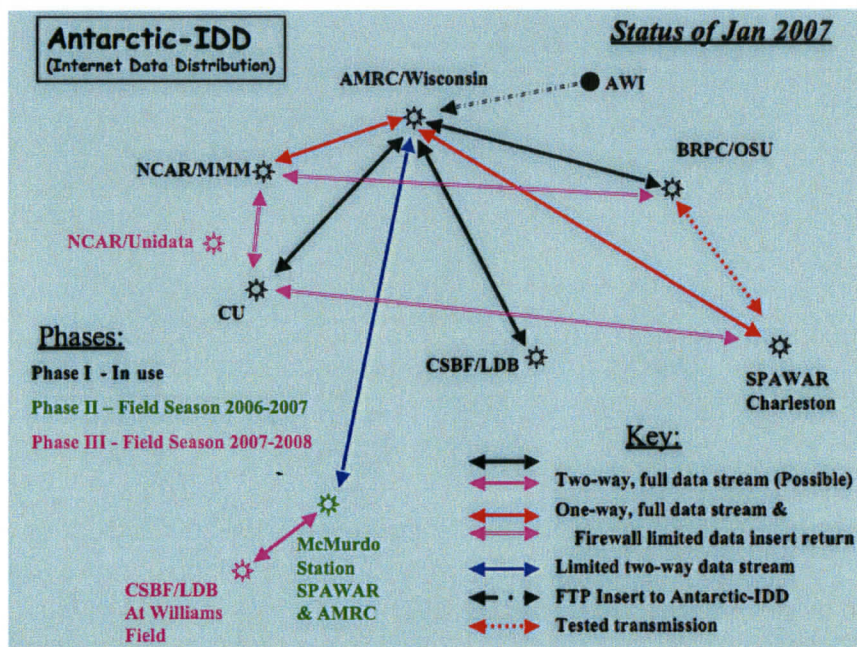 Antarctic-IDD
(Internet Data Distribution)
Status of Jan 2007
AMRC/Wisconsin
AWI
BRPC/OSU
NCAR/MMM
NCAR/Unidata
CU
CSBF/LDB
SPAWAR
Charleston
Phases:
Phase I - In use
Phase II – Field Season 2006-2007
Phase III - Field Season 2007-2008
McMurdo
Station
SPAWAR
& AMRC
CSBF/LDB
At Williams
Field
Key:
Two-way, full data stream (Possible)
One-way, full data stream &
Firewall limited data insert return
Limited two-way data stream
FTP Insert to Antarctic-IDD
Tested transmission